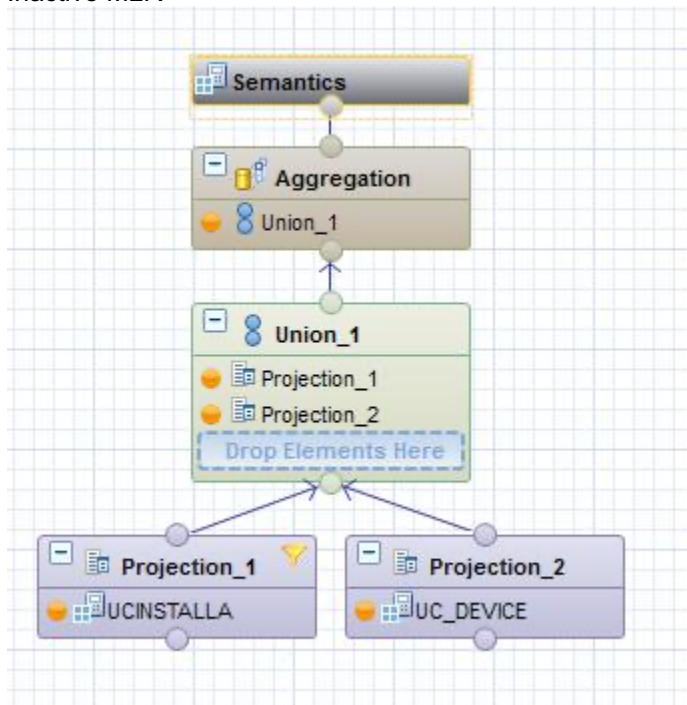 Semantics
Aggregation
Union_1
Union_1
Projection_1
Projection_2
Drop Elements Here
Projection_1
UCINSTALLA
Projection_2
UC_DEVICE